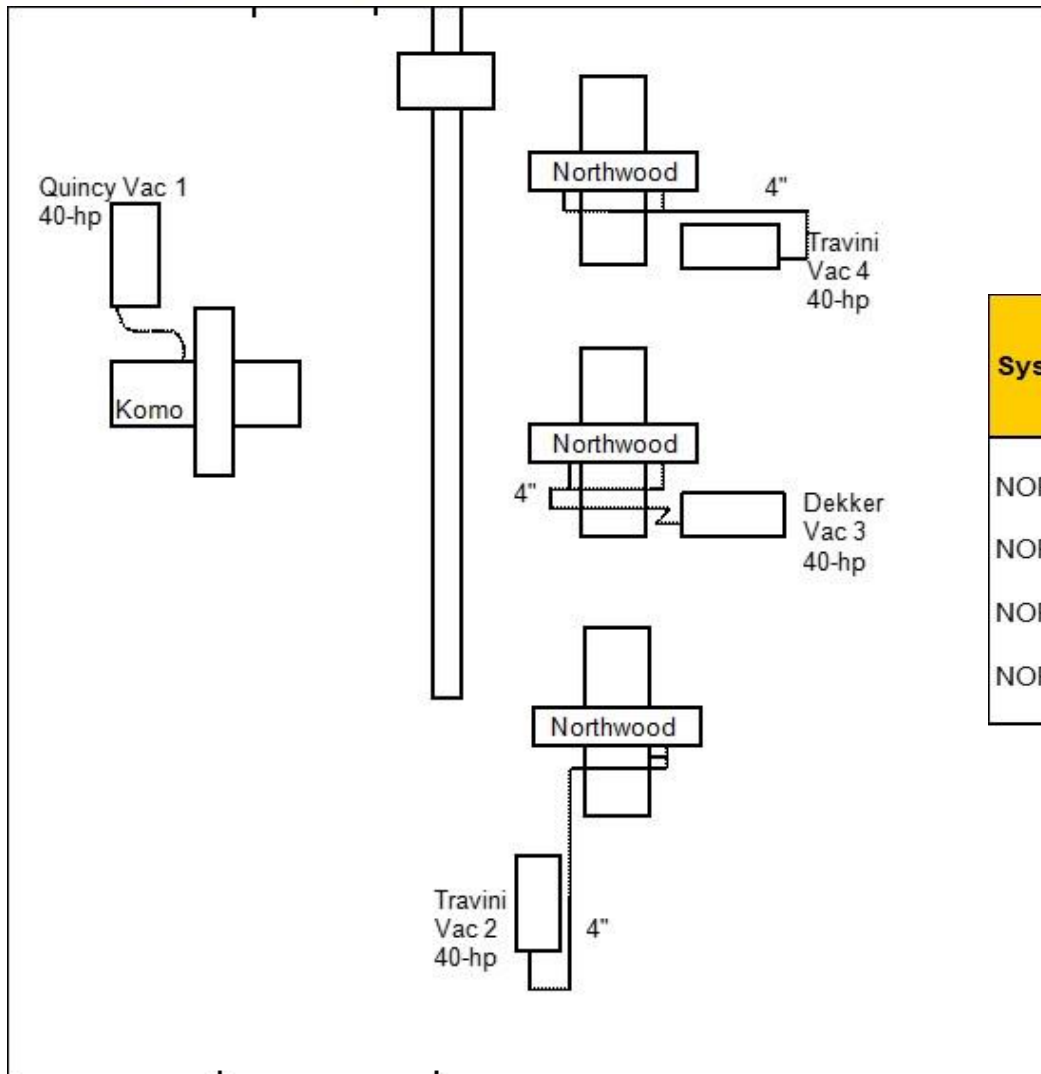 Northwood
4"
Quincy Vac 1
40-hp
Travini
Vac 4
40-hp
Komo
Northwood
4"
Dekker
Vac 3
40-hp
Northwood
Travini
Vac 2
40-hp
4"